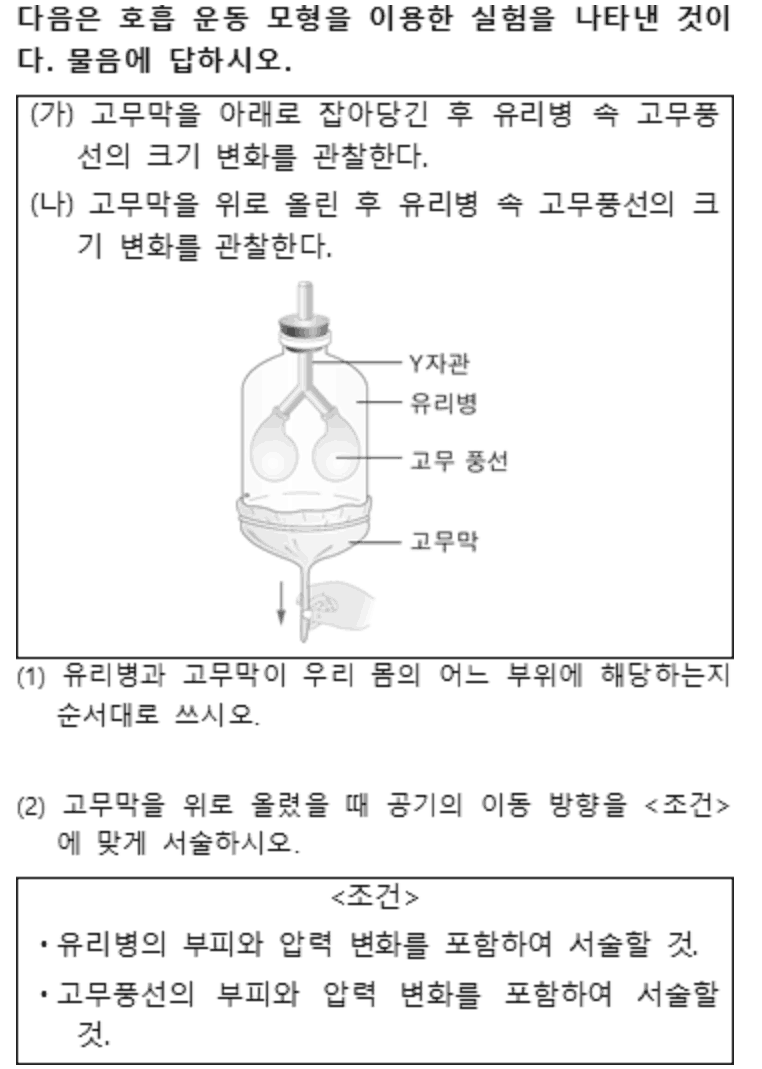 다음은 호흡 운동 모형을 이용한 실험을 나타낸 것이
다. 물음에 답하시오.
(가) 고무막을 아래로 잡아당긴 후 유리병 속 고무풍
선의 크기 변화를 관찰한다.
(나) 고무막을 위로 올린 후 유리병 속 고무풍선의 크
기 변화를 관찰한다.
Y자관
유리병
고무 풍선
고무막
(1) 유리병과 고무막이 우리 몸의 어느 부위에 해당하는지
순서대로 쓰시오.
(2) 고무막을 위로 올렸을 때 공기의 이동 방향을 <조건>
에 맞게 서술하시오.
<조건>
・유리병의 부피와 압력 변화를 포함하여 서술할 것.
・고무풍선의 부피와 압력 변화를 포함하여 서술할
것.